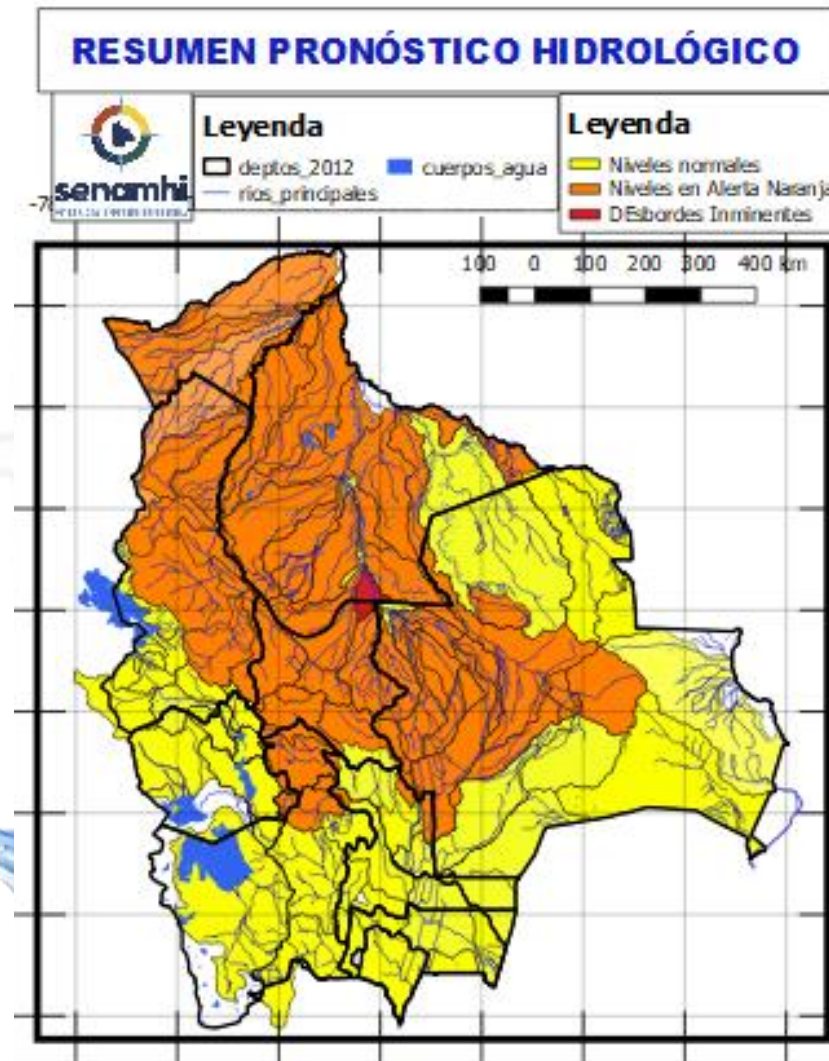 RESUMEN PRONÓSTICO HIDROLÓGICO
senamhi
Leyenda
deptos_2012
cuerpos_agua
rios_principales
Leyenda
Niveles normales
Niveles en Alerta Naranja
DEsbordes Inminentes
100 0 100 200 300 400 km